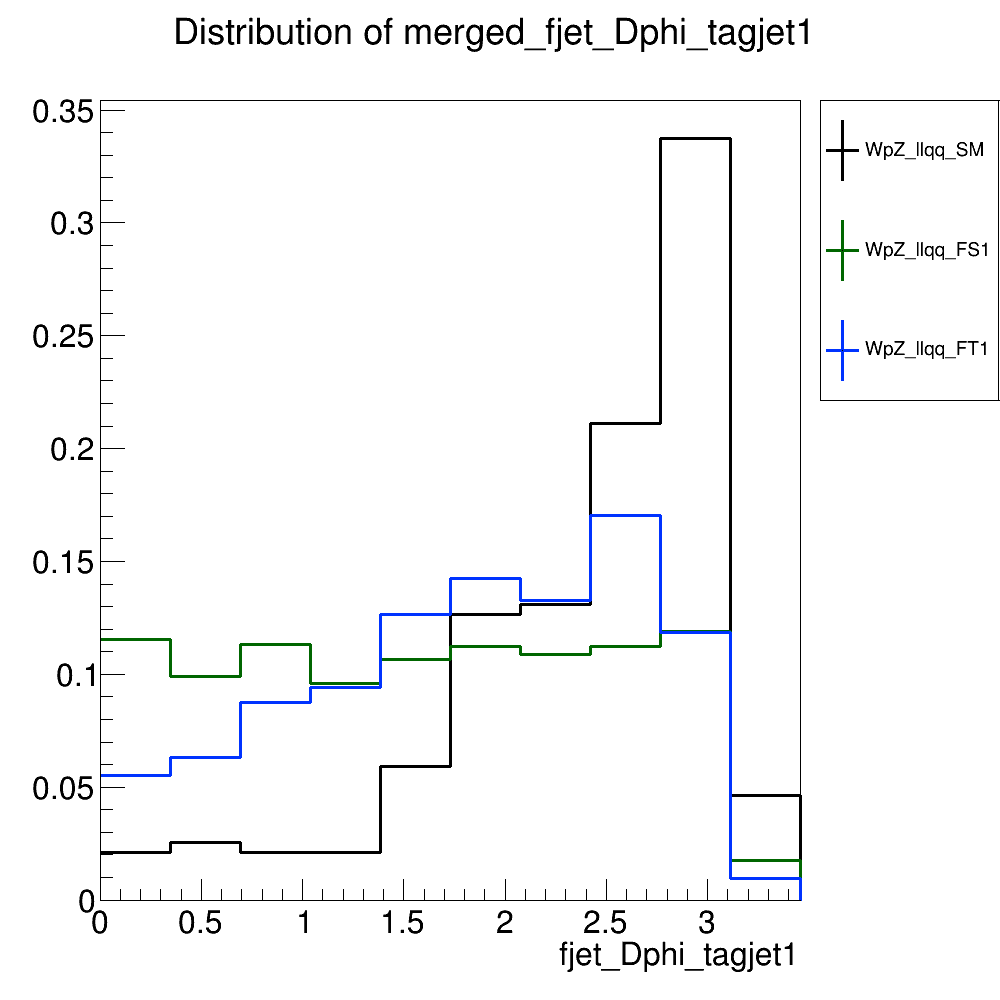 Distribution of merged_fjet_Dphi_tagjet1
0.35
0.3
0.25
0.2
0.15
0.1
0.05
0
0 0.5 1 1.5 2 2.5 3
fjet_Dphi_tagjet1
WpZ_llqq_SM
WpZ_llqq_FS1
WpZ_llqq_FT1